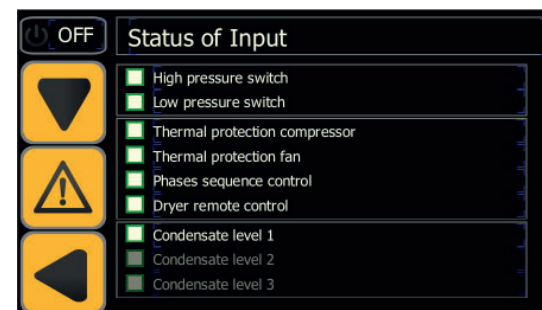 OFF
Status of Input
High pressure switch
Low pressure switch
Thermal protection compressor
Thermal protection fan
Phases sequence control
Dryer remote control
Condensate level 1
Condensate level 2
Condensate level 3